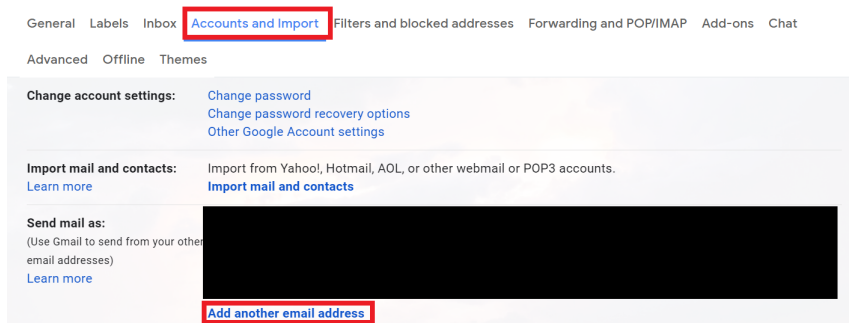 General Labels Inbox Accounts and Import Filters and blocked addresses Forwarding and POP/IMAP Add-ons Chat
Advanced Offline Themes
Change account settings: Change password
Change password recovery options
Other Google Account settings
Import mail and contacts: Import from Yahoo!, Hotmail, AOL, or other webmail or POP3 accounts.
Learn more Import mail and contacts
Send mail as:
(Use Gmail to send from your other
email addresses)
Learn more
Add another email address